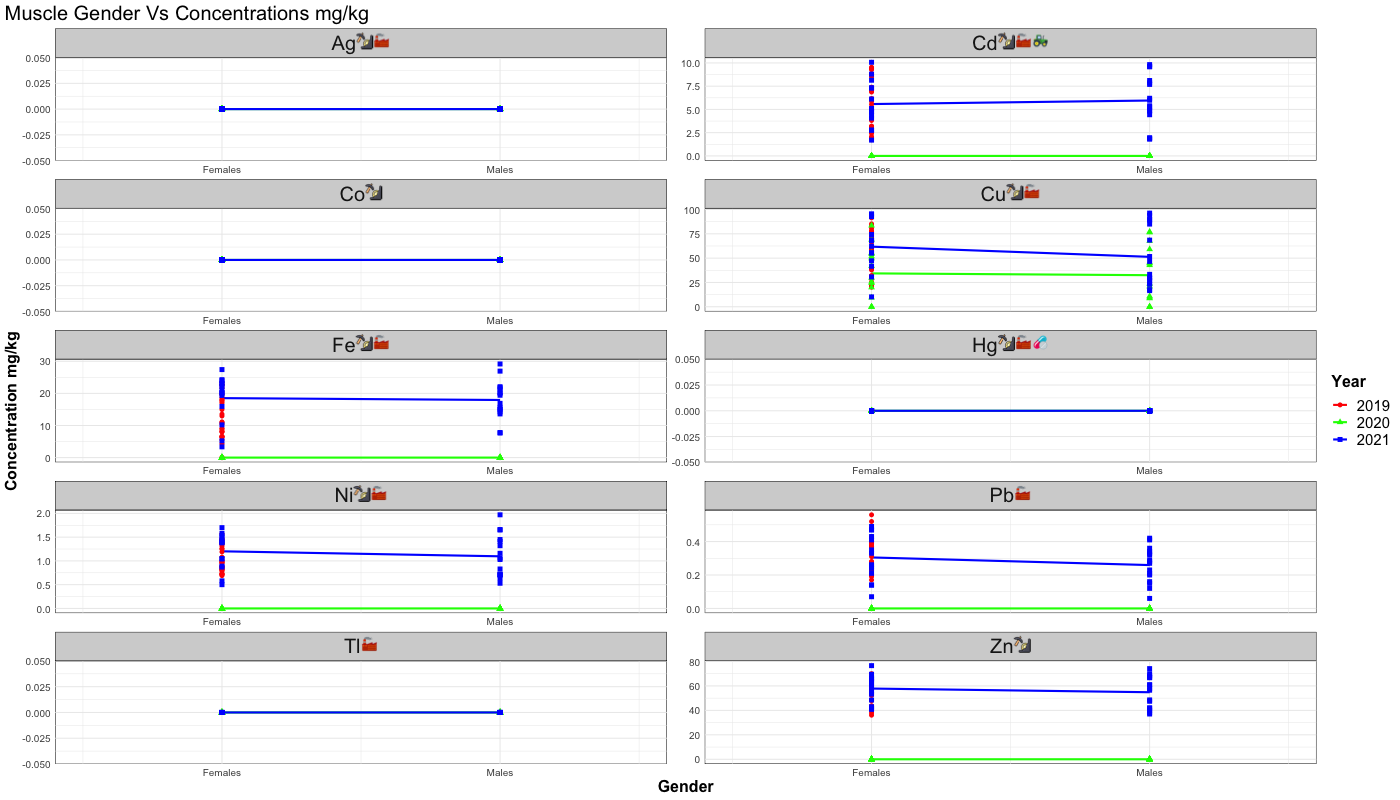 Muscle Gender Vs Concentrations mg/kg
Ag
0.050
0.025
0.000
-0.025
-0.050
Females Males
Cd
10.0
7.5
5.0
2.5
0.0
Females Males
Co
0.050
0.025
0.000
-0.025
-0.050
Females Males
Cu
100
75
50
25
0
Females Males
Fe
30
20
10
0
Females Males
Hg
0.050
0.025
0.000
-0.025
-0.050
Females Males
Ni
2.0
1.5
1.0
0.5
0.0
Females Males
Pb
0.4
0.2
0.0
Females Males
Tl
0.050
0.025
0.000
-0.025
-0.050
Females Males
Zn
80
60
40
20
0
Females Males
Concentration mg/kg
Gender
Year
2019
2020
2021